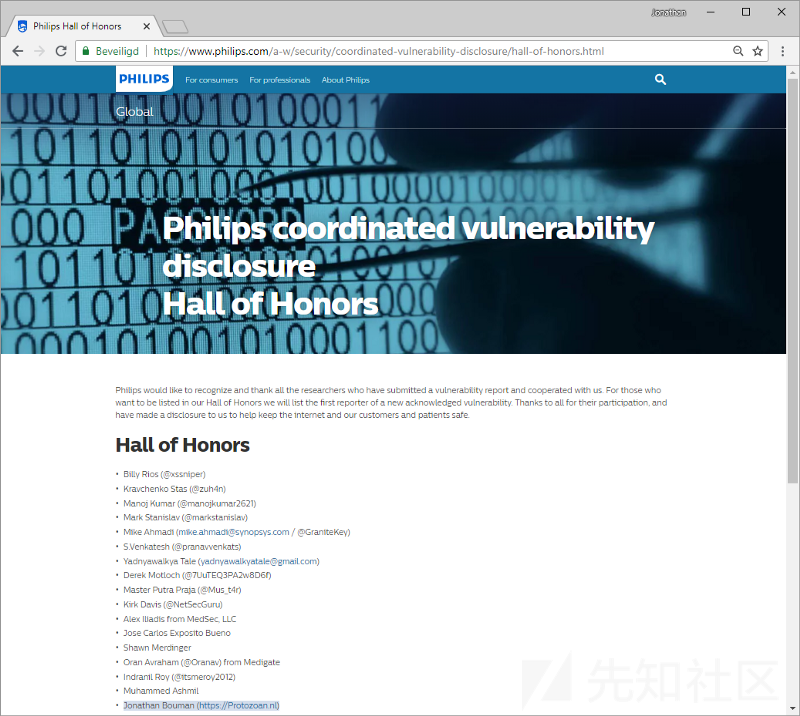 Philips Hall of Honors
Jonathon
Beveiligd
https://www.philips.com/a-w/security/coordinated-vulnerability-disclosure/hall-of-honors.html
PHILIPS
For consumers
For professionals
About Philips
Global
Philips coordinated vulnerability
disclosure
Hall of Honors
Philips would like to recognize and thank all the researchers who have submitted a vulnerability report and cooperated with us. For those who
want to be listed in our Hall of Honors we will list the first reporter of a new acknowledged vulnerability. Thanks to all for their participation, and
have made a disclosure to us to help keep the internet and our customers and patients safe.
Hall of Honors
• Billy Rios (@xssniper)
• Kravchenko Stas (@zuh4n)
• Manoj Kumar (@manojkumar2621)
• Mark Stanislav (@markstanislav)
• Mike Ahmadi (mike.ahmadi@synopsys.com / @GraniteKey)
• S.Venkatesh (@pranavvenkats)
• Yadnyawalkya Tale (yadnyawalkyatale@gmail.com)
• Derek Motloch (@7UuTEQ3PA2w8D6f)
• Master Putra Praja (@Mus_t4r)
• Kirk Davis (@NetSecGuru)
• Alex Iliadis from MedSec, LLC
• Jose Carlos Exposito Bueno
• Shawn Merdinger
• Oran Avraham (@Oranav) from Medigate
• Indranil Roy (@itsmeroy2012)
• Muhammed Ashmil
• Jonathan Bouman (https://Protozoan.nl)
先知社区